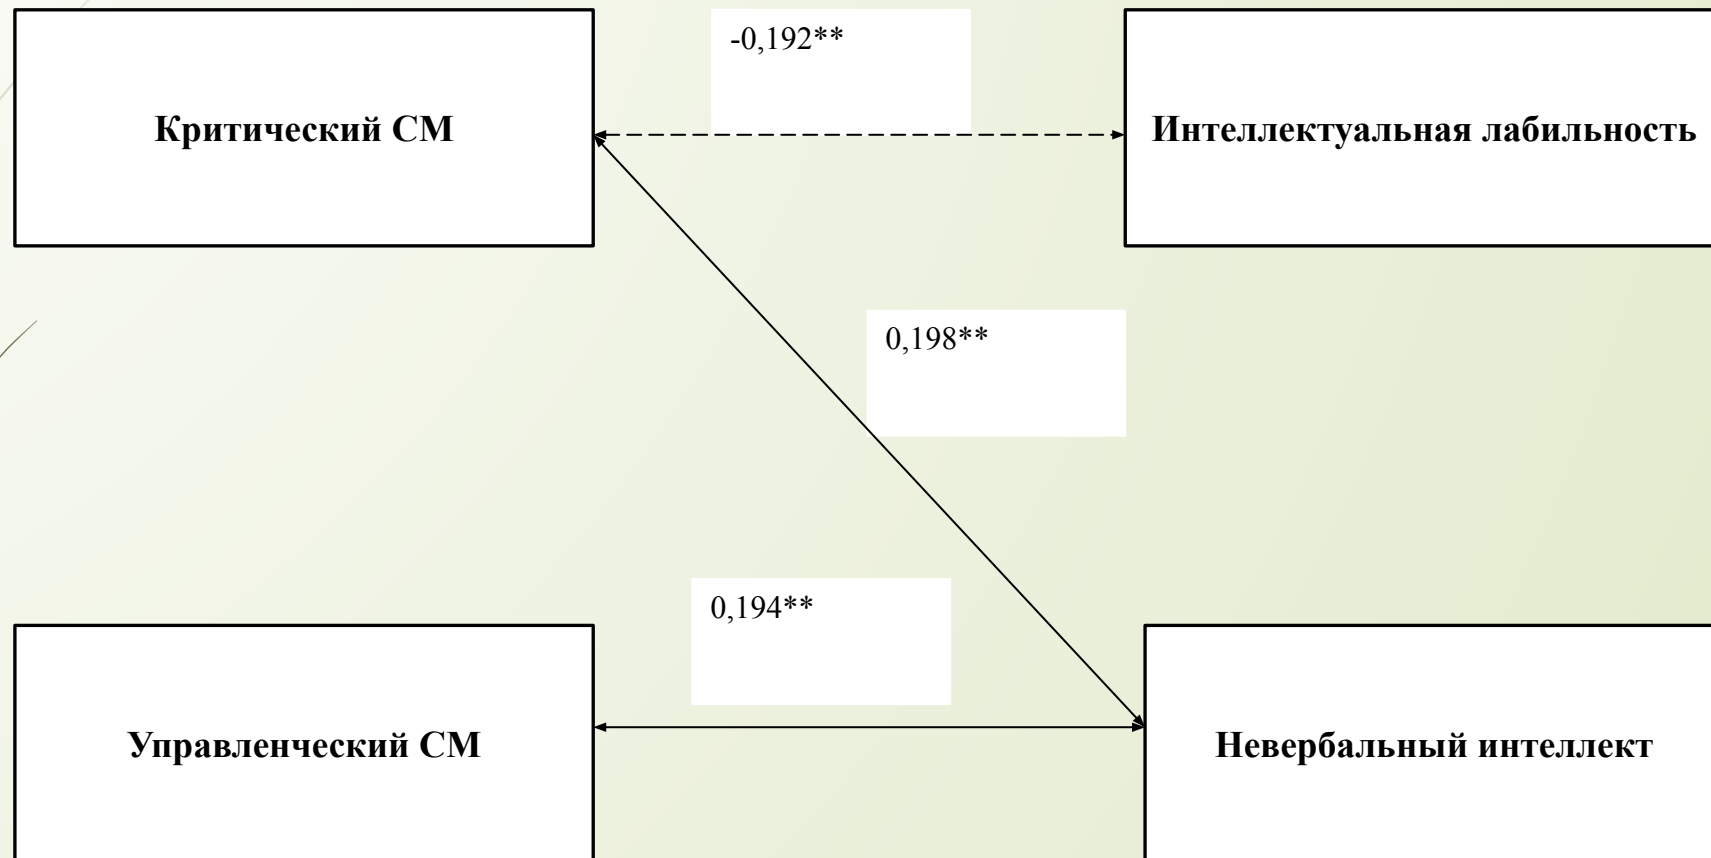 -0,192**
Критический СМ
Интеллектуальная лабильность
0,198**
0,194**
Управленческий СМ
Невербальный интеллект